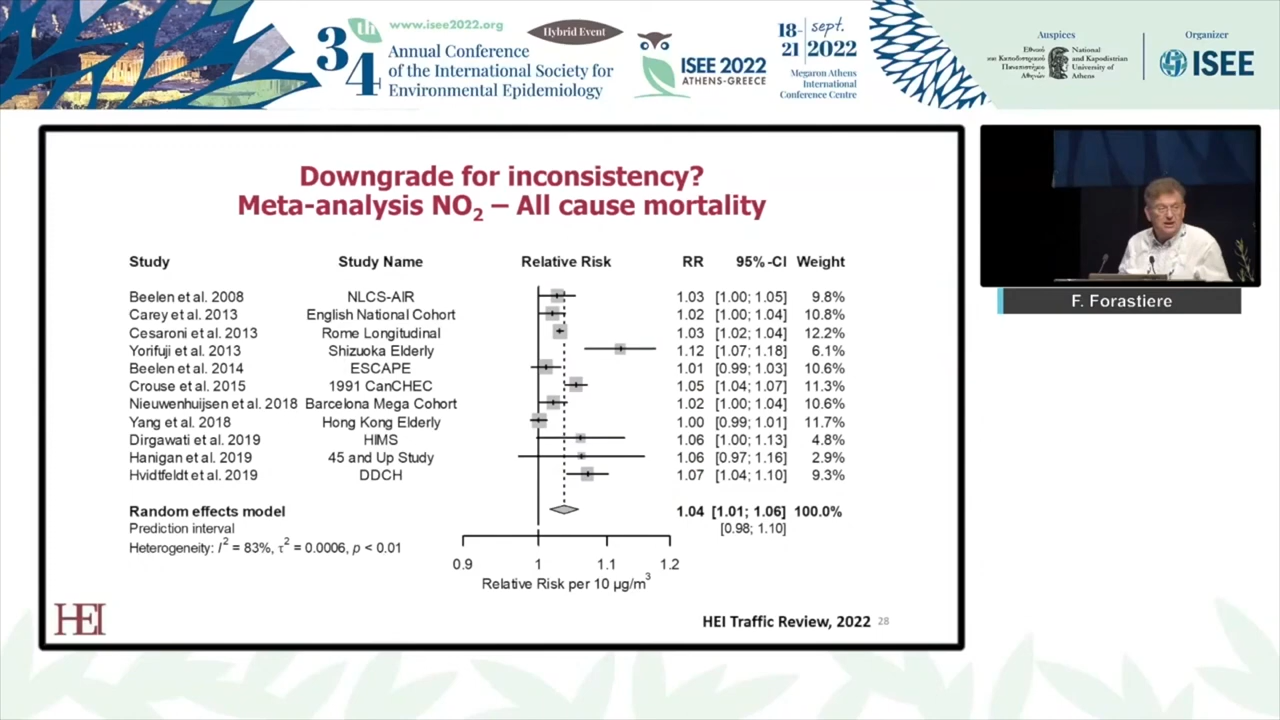 34th
www.isee2022.org
Hybrid Event
Annual Conference
of the International Society for
Environmental Epidemiology
ISEE 2022
ATHENS-GREECE
18-
21
sept.
2022
Megaron Athens
International
Conference Centre
Auspices
Εθνικό
και Καποδιστριακό
Πανεπιστήμιο
Αθηνών
National
and Kapodistrian
University of
Athens
Organizer
ISEE
Downgrade for inconsistency?
Meta-analysis NO₂ – All cause mortality
Study Study Name Relative Risk RR 95%-CI Weight
Beelen et al. 2008 NLCS-AIR 1.03 [1.00; 1.05] 9.8%
Carey et al. 2013 English National Cohort 1.02 [1.00; 1.04] 10.8%
Cesaroni et al. 2013 Rome Longitudinal 1.03 [1.02; 1.04] 12.2%
Yorifuji et al. 2013 Shizuoka Elderly 1.12 [1.07; 1.18] 6.1%
Beelen et al. 2014 ESCAPE 1.01 [0.99; 1.03] 10.6%
Crouse et al. 2015 1991 CanCHEC 1.05 [1.04; 1.07] 11.3%
Nieuwenhuijsen et al. 2018 Barcelona Mega Cohort 1.02 [1.00; 1.04] 10.6%
Yang et al. 2018 Hong Kong Elderly 1.00 [0.99; 1.01] 11.7%
Dirgawati et al. 2019 HIMS 1.06 [1.00; 1.13] 4.8%
Hanigan et al. 2019 45 and Up Study 1.06 [0.97; 1.16] 2.9%
Hvidtfeldt et al. 2019 DDCH 1.07 [1.04; 1.10] 9.3%
Random effects model 1.04 [1.01; 1.06] 100.0%
Prediction interval [0.98; 1.10]
Heterogeneity: I² = 83%, τ² = 0.0006, p < 0.01
0.9 1 1.1 1.2
Relative Risk per 10 µg/m³
HEI
HEI Traffic Review, 2022 28
F. Forastiere